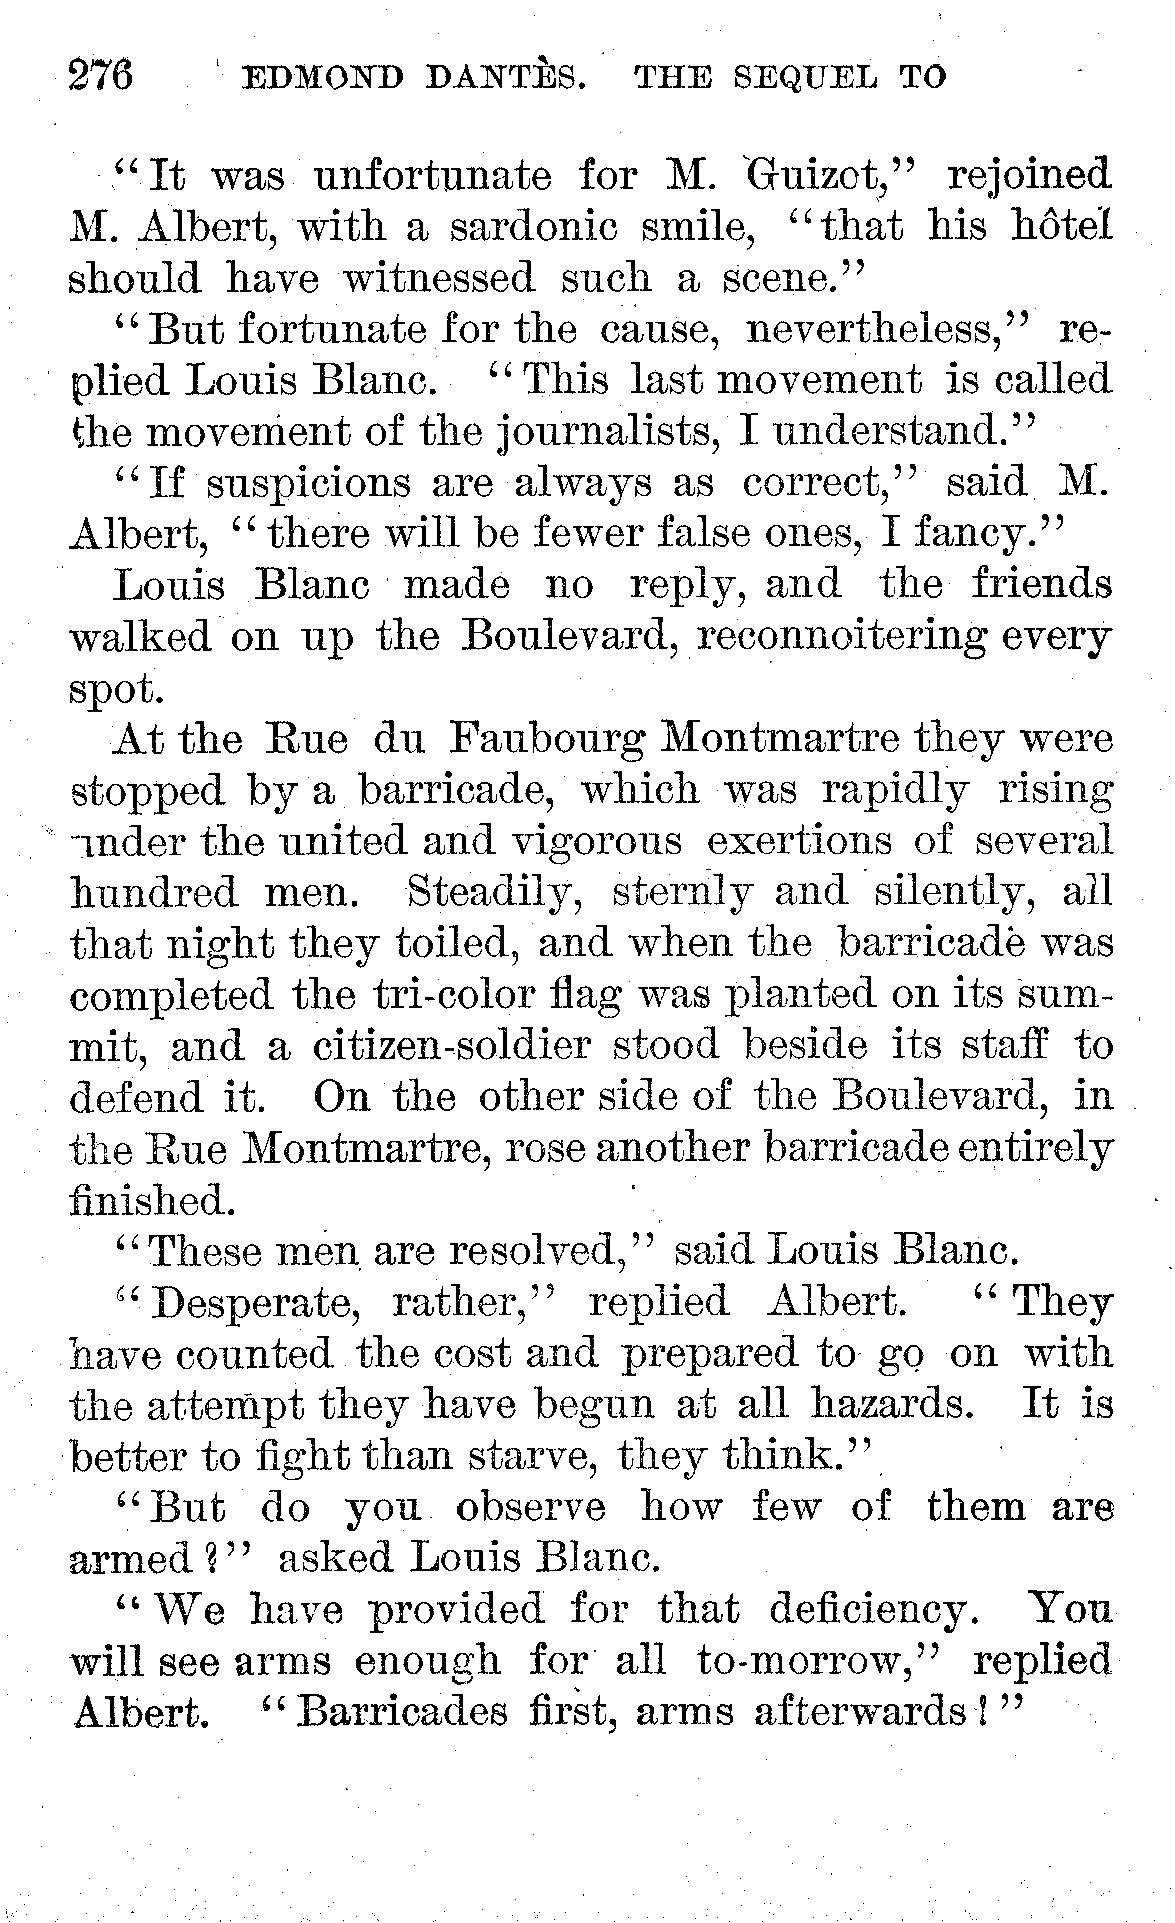 276 EDMOND DANTÈS. THE SEQUEL TO
“It was unfortunate for M. Guizot,” rejoined
M. Albert, with a sardonic smile, “that his hôtel
should have witnessed such a scene.”
“But fortunate for the cause, nevertheless,” re-
plied Louis Blanc. “This last movement is called
the movement of the journalists, I understand.”
“If suspicions are always as correct,” said M.
Albert, “there will be fewer false ones, I fancy.”
Louis Blanc made no reply, and the friends
walked on up the Boulevard, reconnoitering every
spot.
At the Rue du Faubourg Montmartre they were
stopped by a barricade, which was rapidly rising
under the united and vigorous exertions of several
hundred men. Steadily, sternly and silently, all
that night they toiled, and when the barricade was
completed the tri-color flag was planted on its sum-
mit, and a citizen-soldier stood beside its staff to
defend it. On the other side of the Boulevard, in
the Rue Montmartre, rose another barricade entirely
finished.
“These men are resolved,” said Louis Blanc.
“Desperate, rather,” replied Albert. “They
have counted the cost and prepared to go on with
the attempt they have begun at all hazards. It is
better to fight than starve, they think.”
“But do you observe how few of them are
armed?” asked Louis Blanc.
“We have provided for that deficiency. You
will see arms enough for all to-morrow,” replied
Albert. “Barricades first, arms afterwards!”